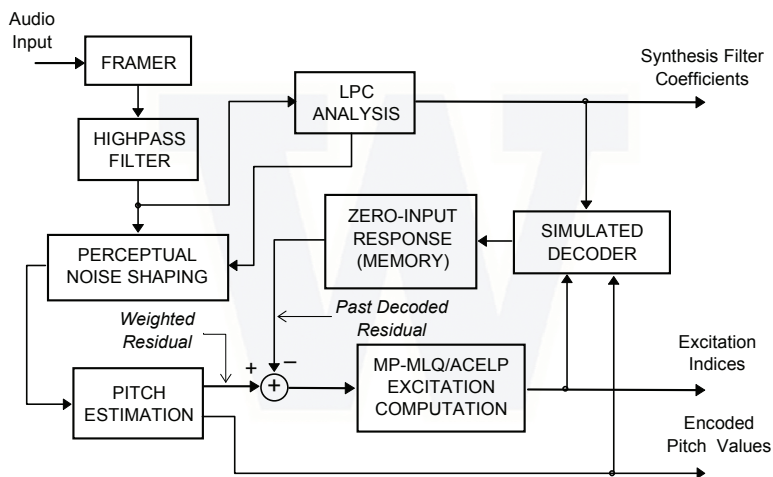 Audio
Input
FRAMER
LPC
ANALYSIS
Synthesis Filter
Coefficients
HIGHPASS
FILTER
ZERO-INPUT
RESPONSE
(MEMORY)
SIMULATED
DECODER
PERCEPTUAL
NOISE SHAPING
Weighted
Residual
Past Decoded
Residual
+
−
+
PITCH
ESTIMATION
MP-MLQ/ACELP
EXCITATION
COMPUTATION
Excitation
Indices
Encoded
Pitch Values